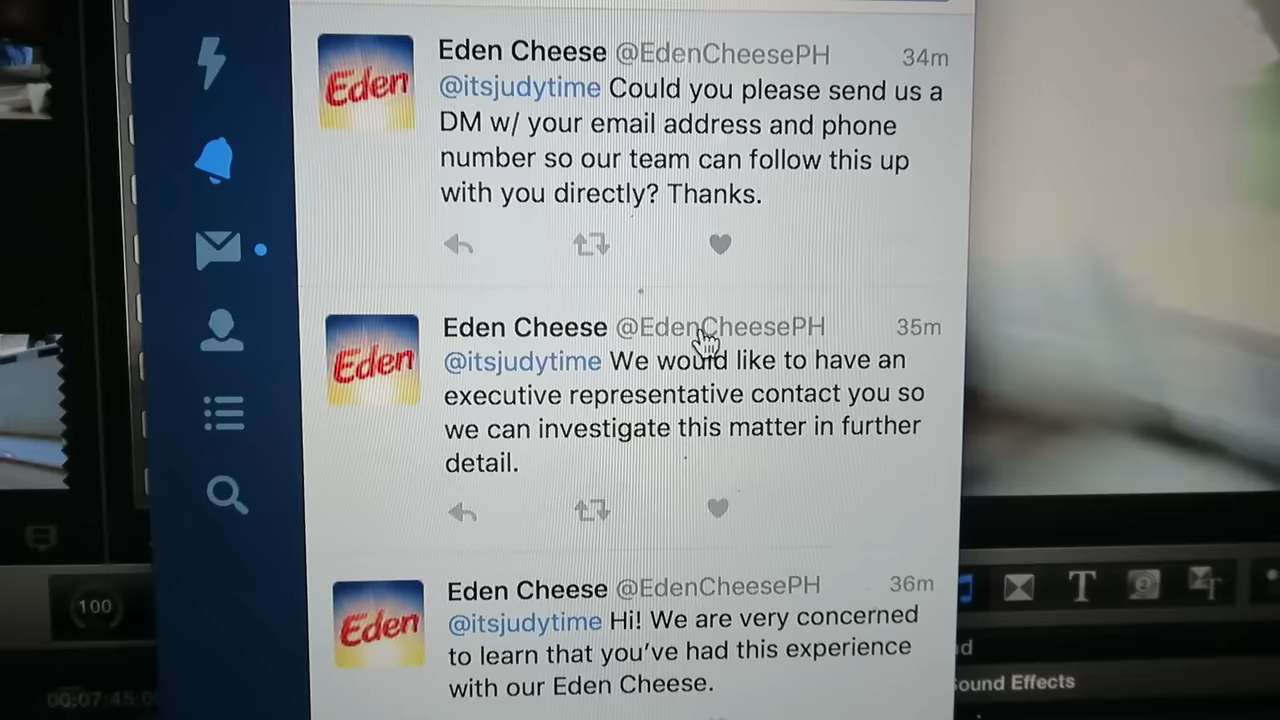 Eden Cheese @EdenCheesePH 34m
Eden
@itsjudytime Could you please send us a
DM w/ your email address and phone
number so our team can follow this up
with you directly? Thanks.
Eden Cheese @EdenCheesePH 35m
Eden
@itsjudytime We would like to have an
executive representative contact you so
we can investigate this matter in further
detail.
Eden Cheese @EdenCheesePH 36m
Eden
@itsjudytime Hi! We are very concerned
to learn that you've had this experience
with our Eden Cheese.
100
T
Sound Effects